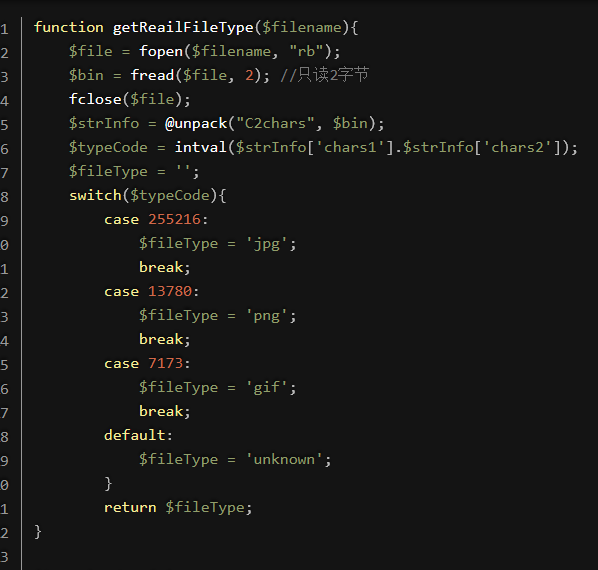 1 function getReailFileType($filename){
2 $file = fopen($filename, "rb");
3 $bin = fread($file, 2); //只读2字节
4 fclose($file);
5 $strInfo = @unpack("C2chars", $bin);
6 $typeCode = intval($strInfo['chars1'].$strInfo['chars2']);
7 $fileType = '';
8 switch($typeCode){
9 case 255216:
0 $fileType = 'jpg';
1 break;
2 case 13780:
3 $fileType = 'png';
4 break;
5 case 7173:
6 $fileType = 'gif';
7 break;
8 default:
9 $fileType = 'unknown';
0 }
1 return $fileType;
2 }
3